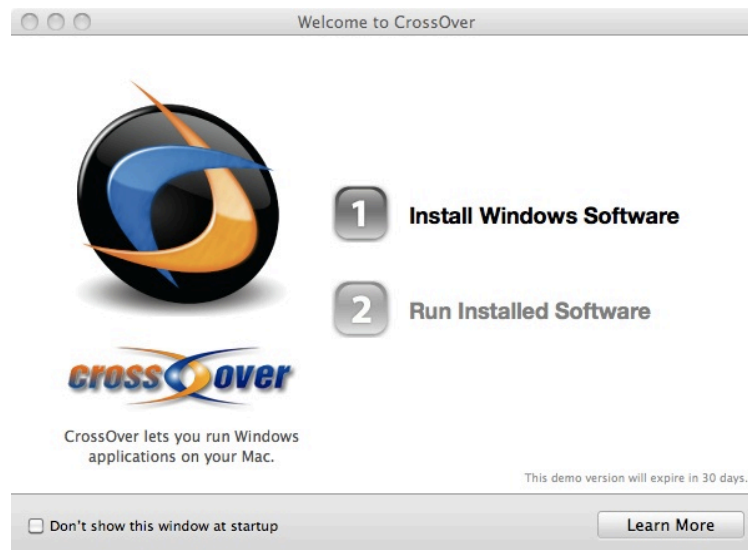 Welcome to CrossOver
1 Install Windows Software
2 Run Installed Software
crossover
CrossOver lets you run Windows
applications on your Mac.
This demo version will expire in 30 days.
Don't show this window at startup
Learn More